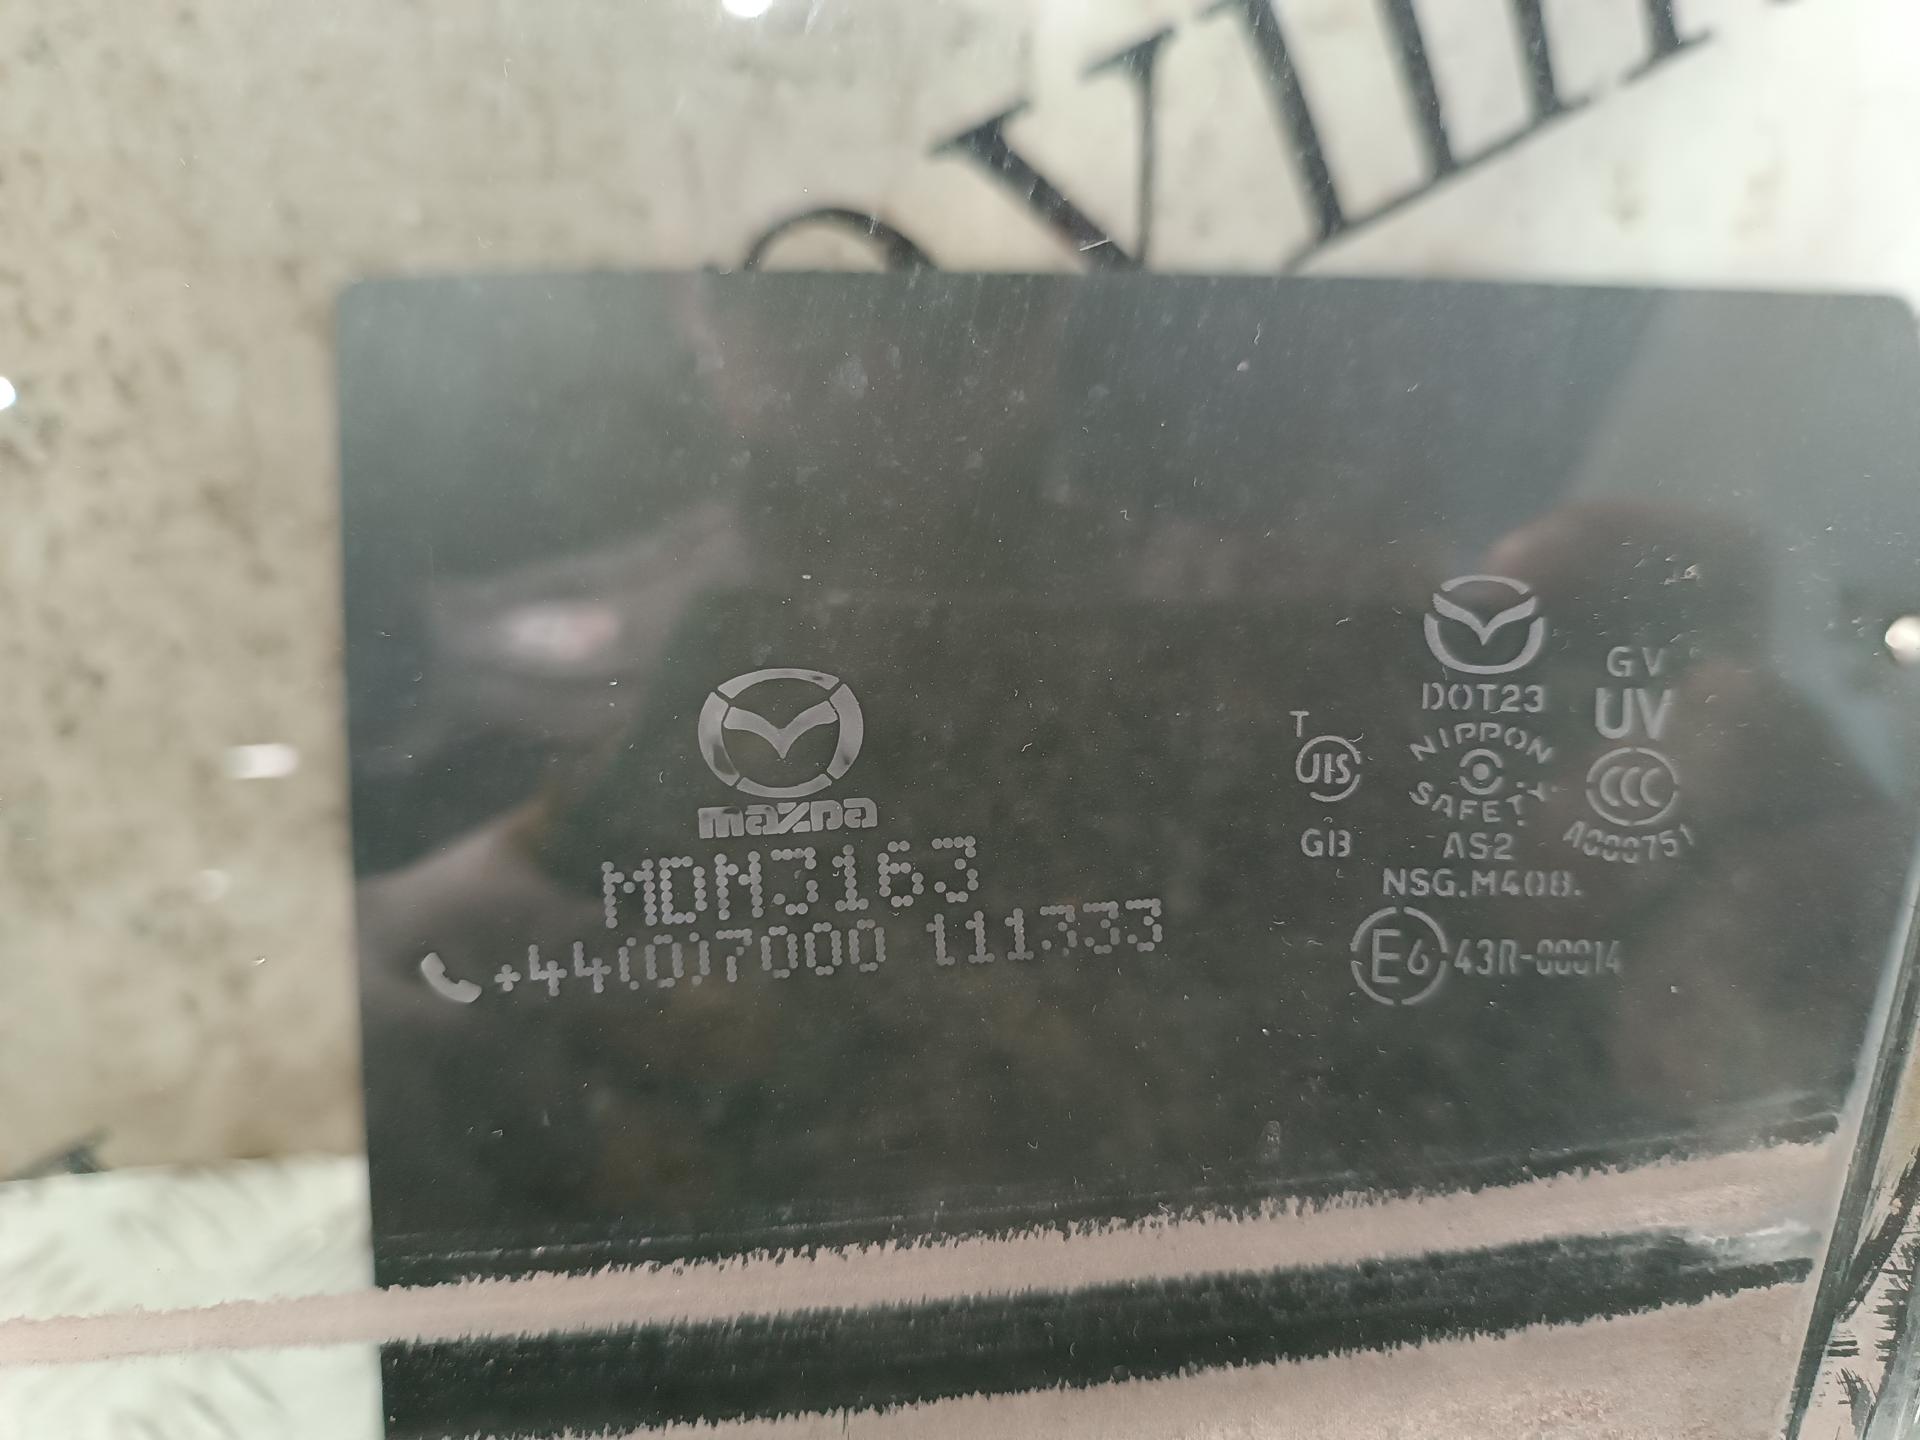 mazda
MDN3163
+44(0)7000 111333
DOT23
NIPPON
SAFETY
AS2
NSG.M408.
E6 43R-00014
T
JIS
GB
GV
UV
CCC
A000751